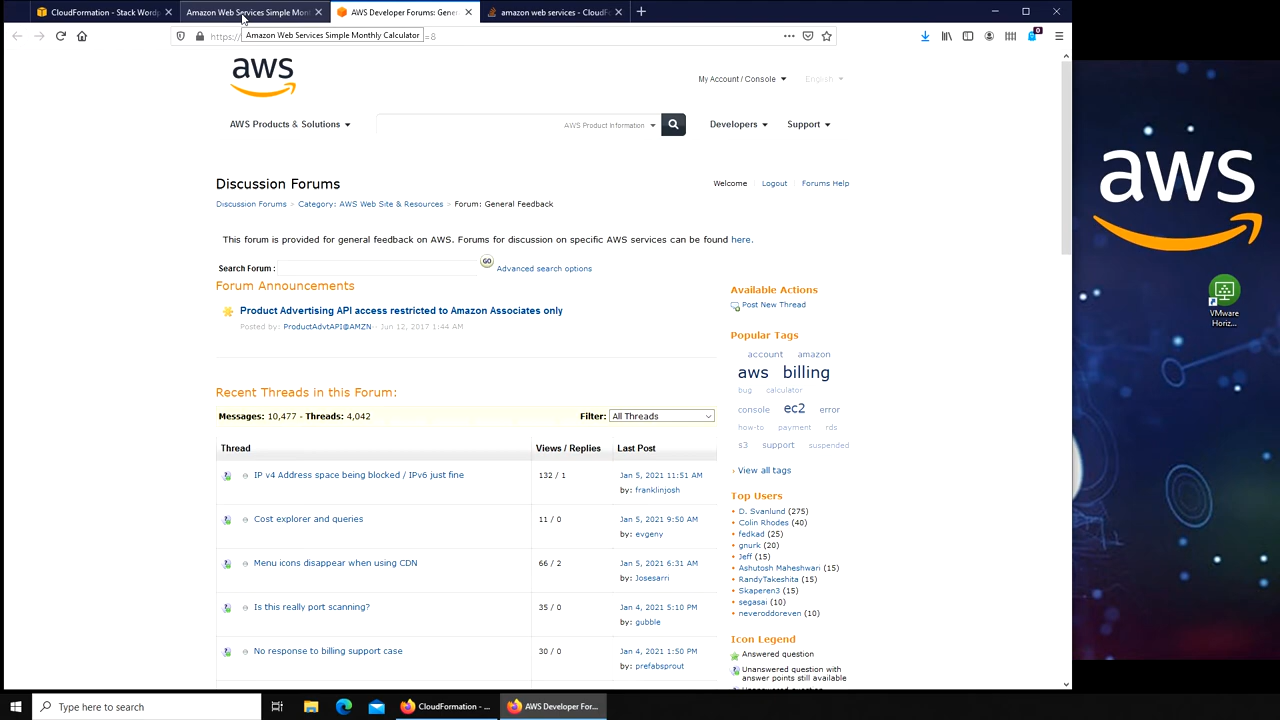 CloudFormation - Stack Wordp
Amazon Web Services Simple Mont
AWS Developer Forums: Gene
amazon web services - CloudFo
https://
=8
Amazon Web Services Simple Monthly Calculator
aws
My Account / Console
English
AWS Products & Solutions
AWS Product Information
Developers
Support
Discussion Forums
Welcome
Logout
Forums Help
Discussion Forums > Category: AWS Web Site & Resources > Forum: General Feedback
This forum is provided for general feedback on AWS. Forums for discussion on specific AWS services can be found here.
Search Forum :
GO
Advanced search options
Forum Announcements
Product Advertising API access restricted to Amazon Associates only
Posted by: ProductAdvtAPI@AMZN - Jun 12, 2017 1:44 AM
Recent Threads in this Forum:
Messages: 10,477 - Threads: 4,042
Filter: All Threads
Thread
Views / Replies
Last Post
IP v4 Address space being blocked / IPv6 just fine
132 / 1
Jan 5, 2021 11:51 AM
by: franklinjosh
Cost explorer and queries
11 / 0
Jan 5, 2021 9:50 AM
by: evgeny
Menu icons disappear when using CDN
66 / 2
Jan 5, 2021 6:31 AM
by: Josesarri
Is this really port scanning?
35 / 0
Jan 4, 2021 5:10 PM
by: gubble
No response to billing support case
30 / 0
Jan 4, 2021 1:50 PM
by: prefabsprout
Available Actions
Post New Thread
Popular Tags
account amazon
aws billing
bug calculator
console ec2 error
how-to payment rds
s3 support suspended
View all tags
Top Users
D. Svanlund (275)
Colin Rhodes (40)
fedkad (25)
gnurk (20)
Jeff (15)
Ashutosh Maheshwari (15)
RandyTakeshita (15)
Skaperen3 (15)
segasai (10)
neveroddoreven (10)
Icon Legend
Answered question
Unanswered question with
answer points still available
aws
VMware
Horiz...
Type here to search
CloudFormation - ...
AWS Developer For...